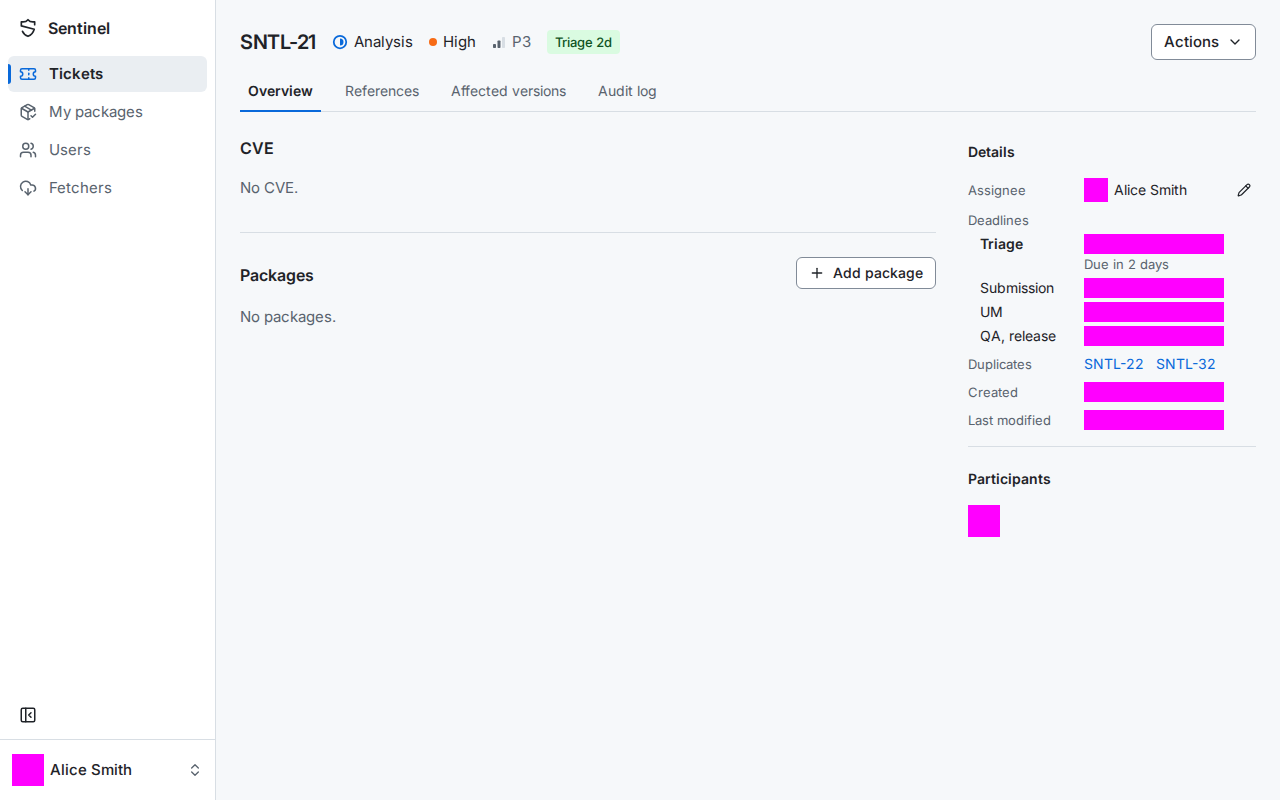 Sentinel
Tickets
My packages
Users
Fetchers
Alice Smith
SNTL-21 Analysis High P3 Triage 2d
Actions
Overview References Affected versions Audit log
CVE
No CVE.
Packages
Add package
No packages.
Details
Assignee Alice Smith
Deadlines
Triage
Due in 2 days
Submission
UM
QA, release
Duplicates SNTL-22 SNTL-32
Created
Last modified
Participants